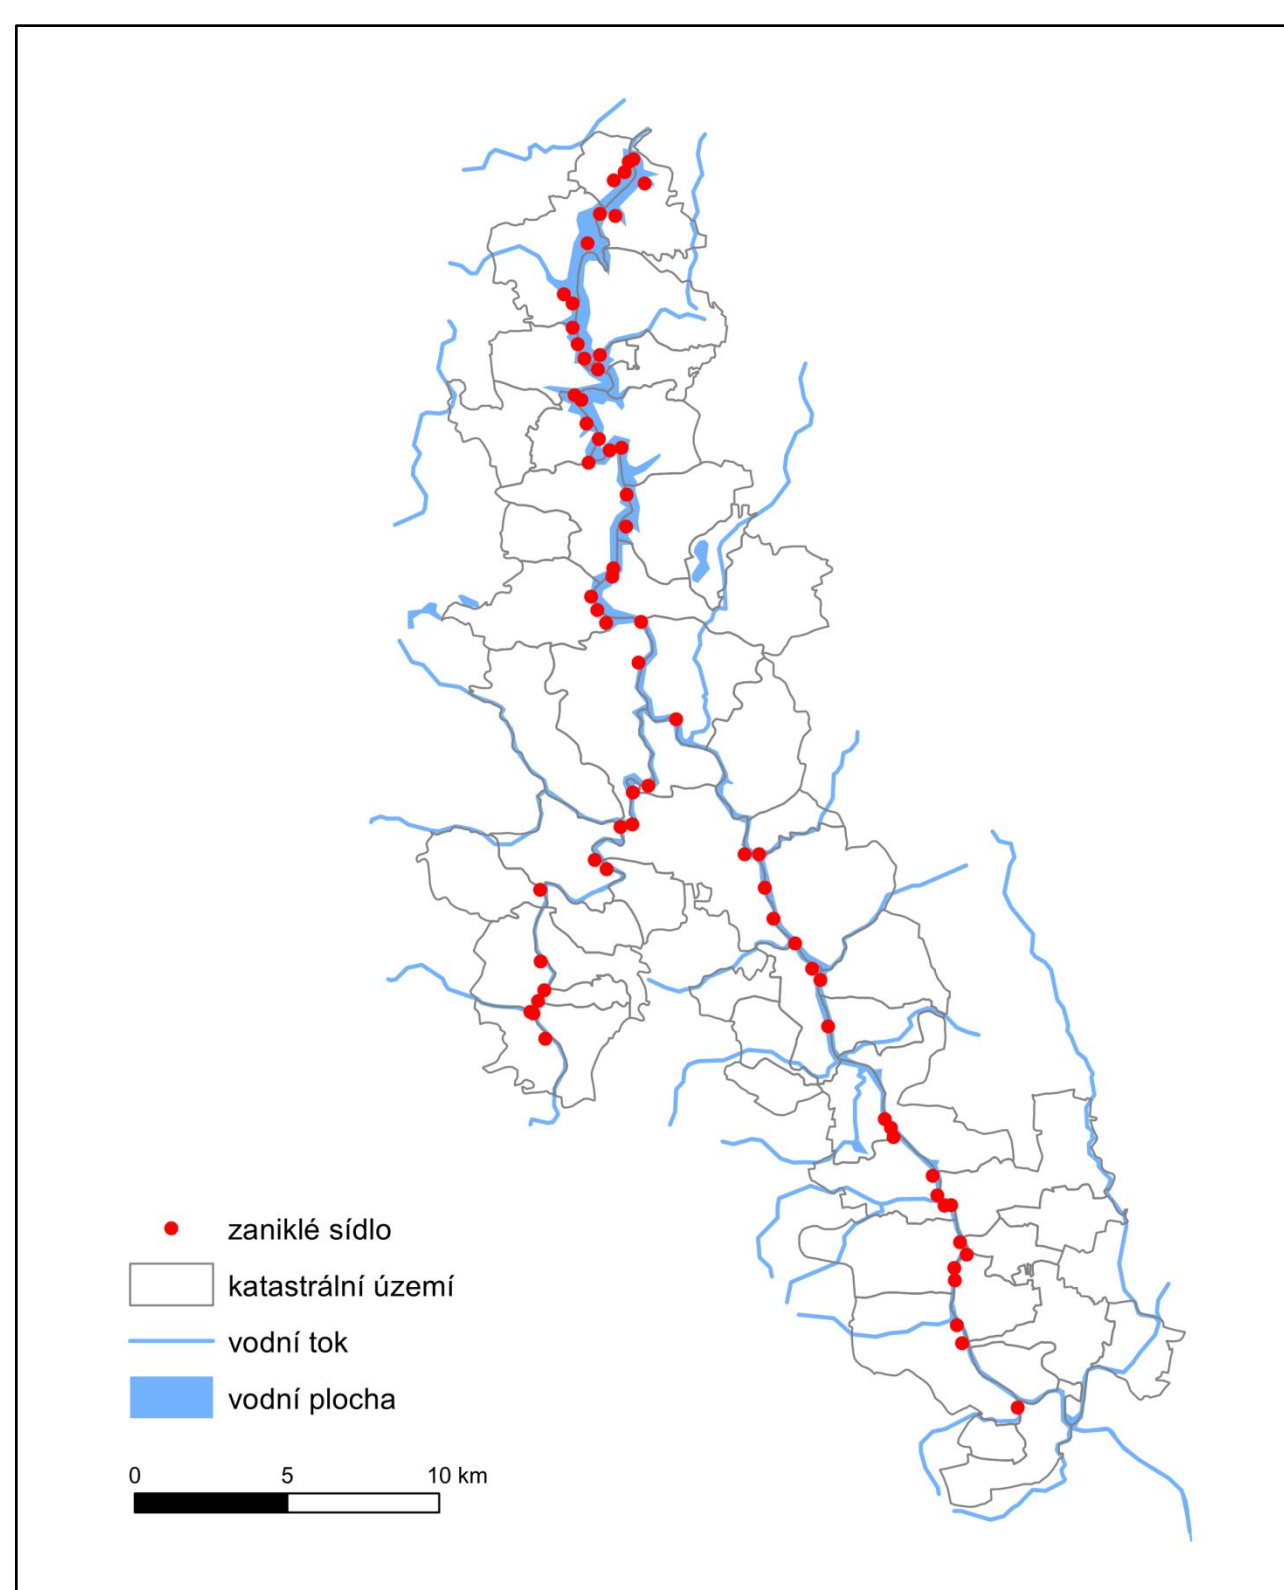 zaniklé sídlo
katastrální území
vodní tok
vodní plocha
0 5 10 km